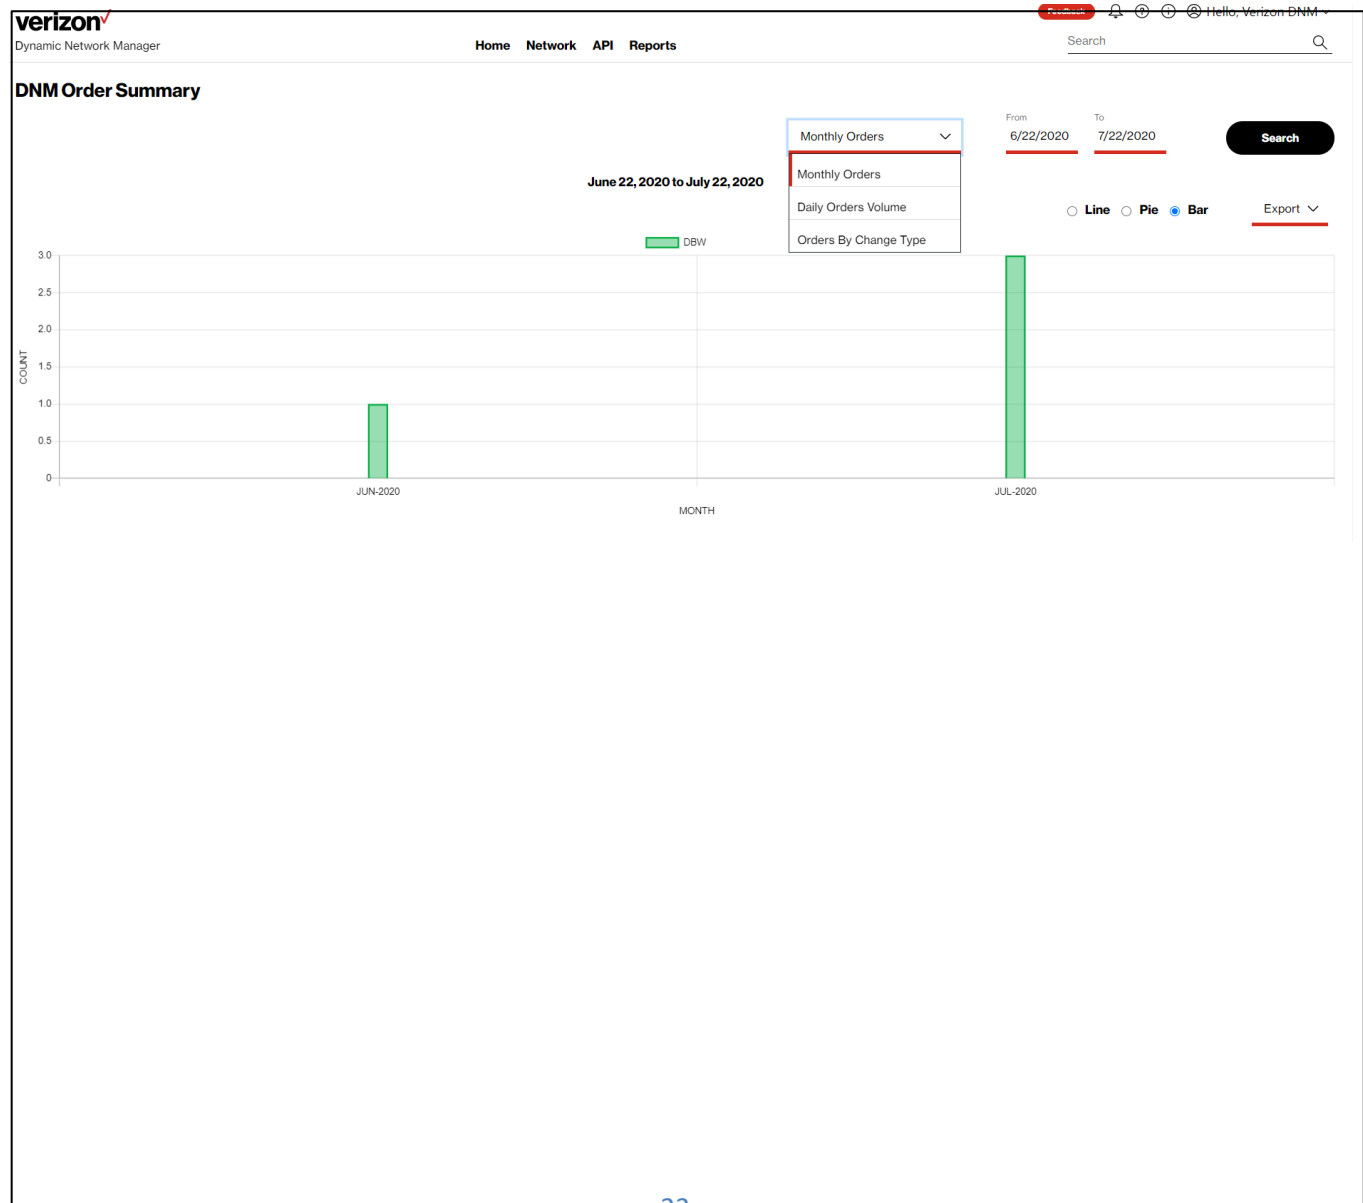 verizon
Feedback
Hello, Verizon DNM
Dynamic Network Manager
Home Network API Reports
Search
DNM Order Summary
Monthly Orders
From
6/22/2020
To
7/22/2020
Search
Monthly Orders
Daily Orders Volume
Orders By Change Type
June 22, 2020 to July 22, 2020
Line Pie Bar
Export
DBW
3.0
2.5
2.0
1.5
1.0
0.5
0
COUNT
JUN-2020
JUL-2020
MONTH